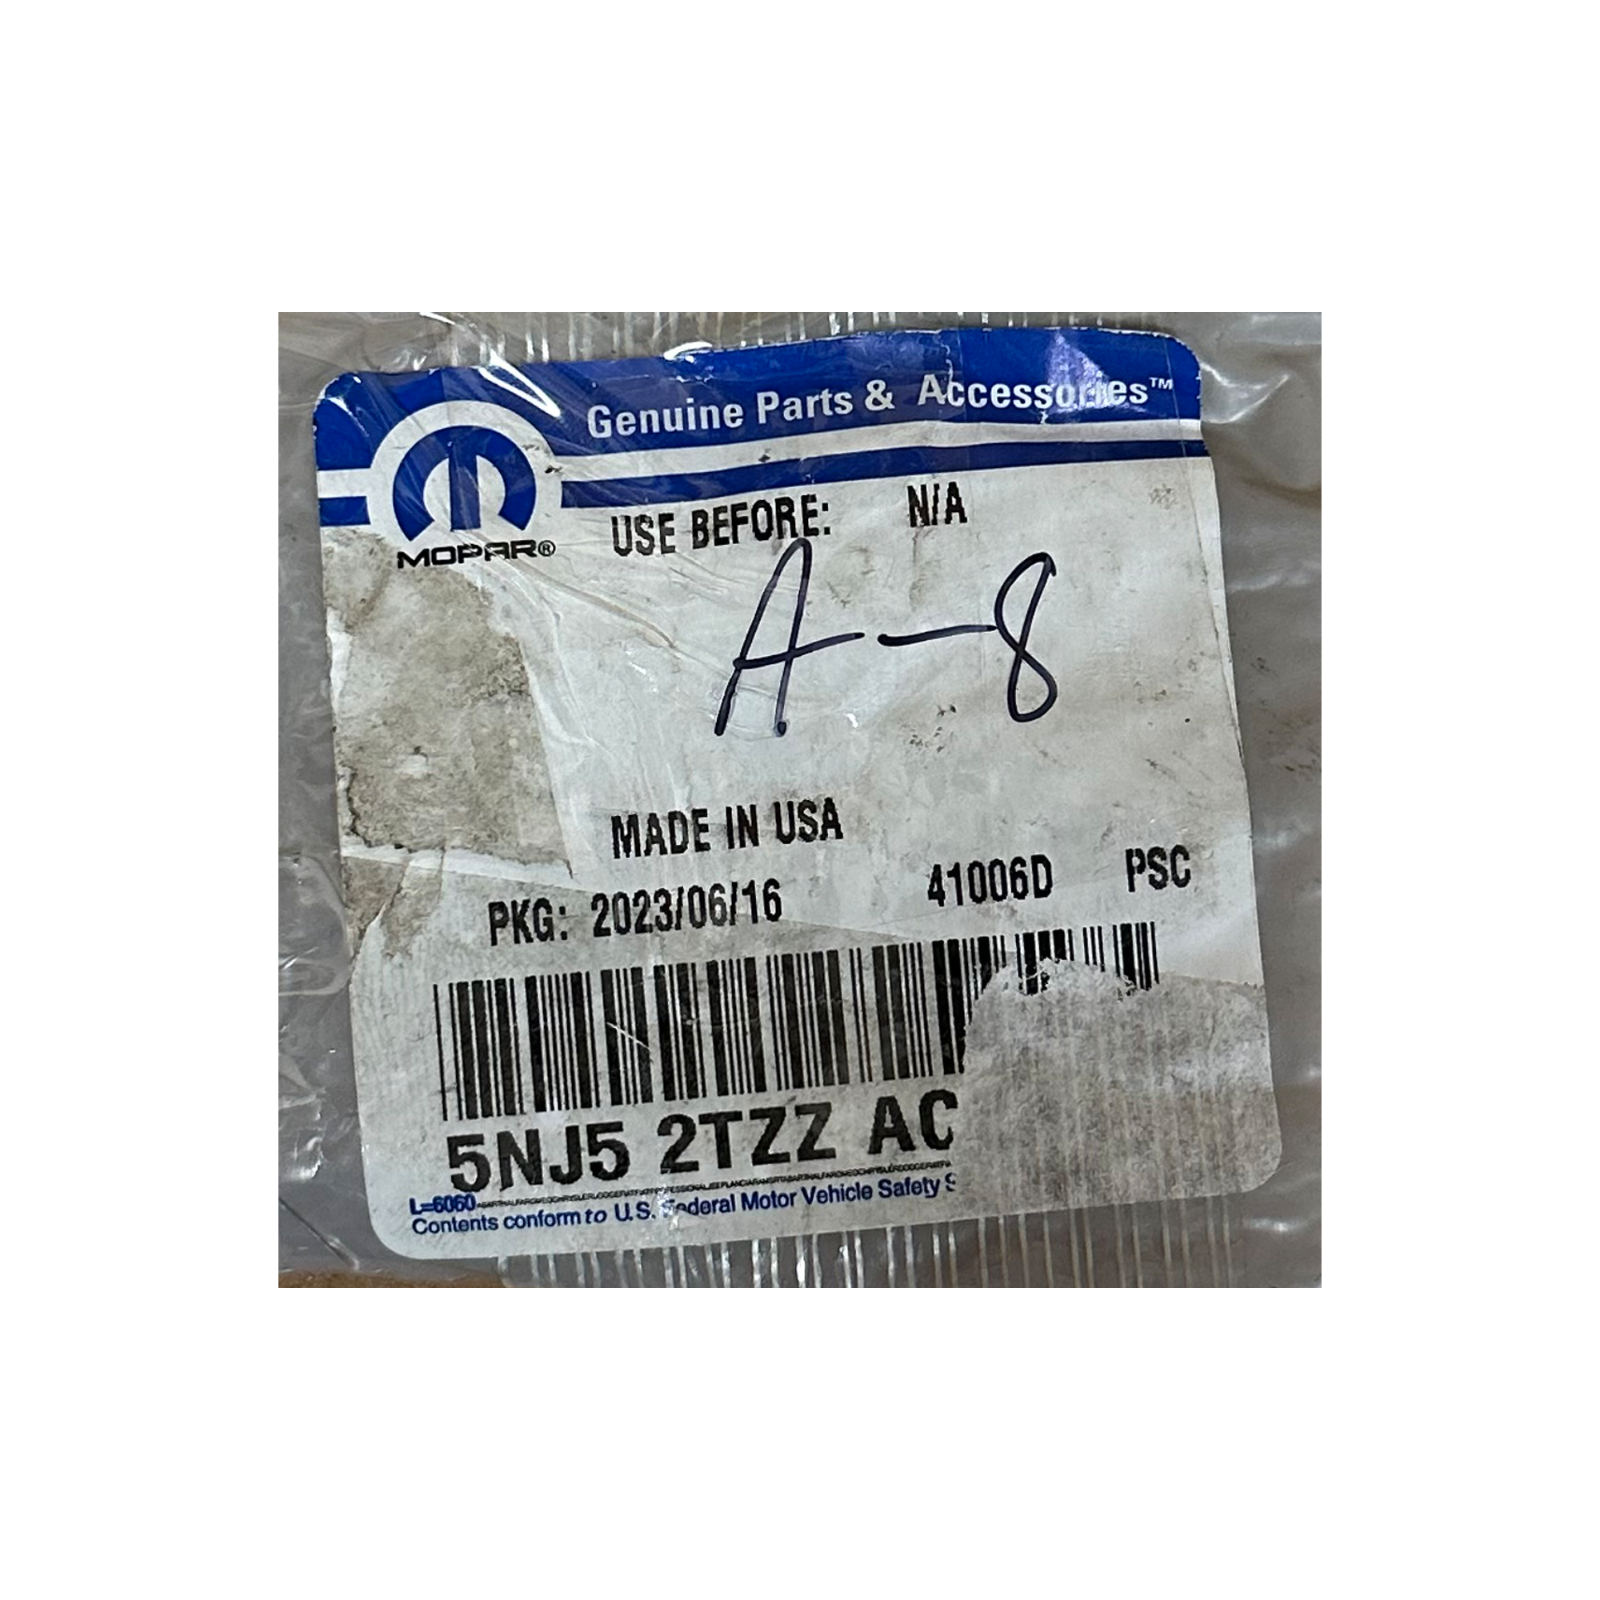 Genuine Parts & Accessories™
MOPAR®
USE BEFORE: N/A
A-8
MADE IN USA
PKG: 2023/06/16 41006D PSC
5NJ5 2TZZ AC
L=6060
Contents conform to U.S. Federal Motor Vehicle Safety S